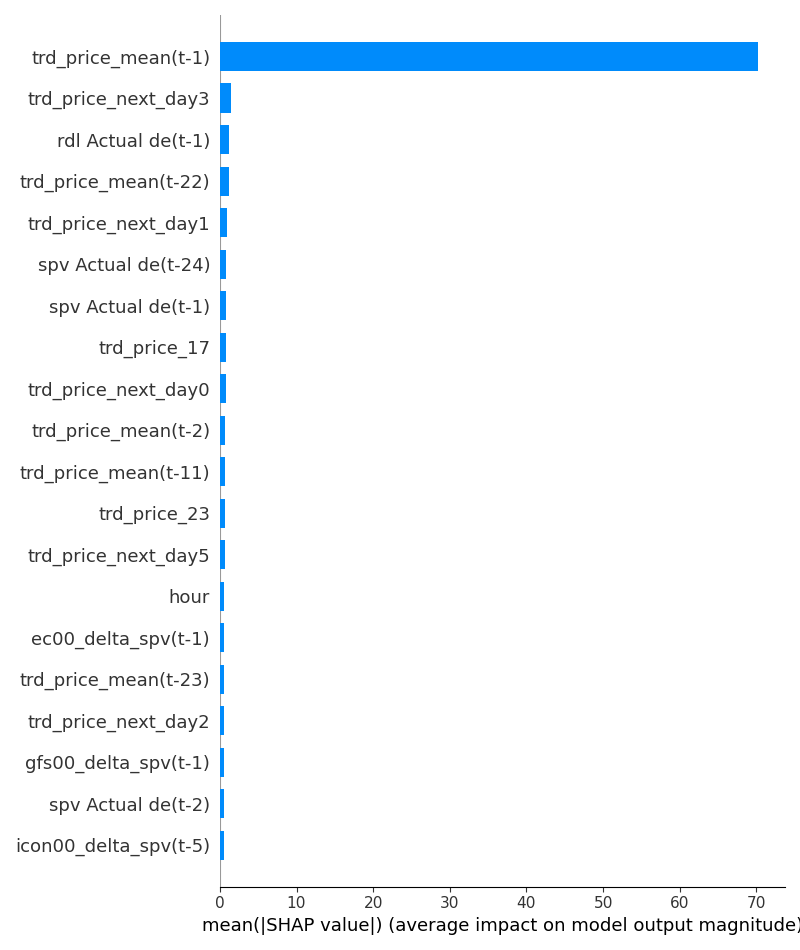 trd_price_mean(t-1)
trd_price_next_day3
rdl Actual de(t-1)
trd_price_mean(t-22)
trd_price_next_day1
spv Actual de(t-24)
spv Actual de(t-1)
trd_price_17
trd_price_next_day0
trd_price_mean(t-2)
trd_price_mean(t-11)
trd_price_23
trd_price_next_day5
hour
ec00_delta_spv(t-1)
trd_price_mean(t-23)
trd_price_next_day2
gfs00_delta_spv(t-1)
spv Actual de(t-2)
icon00_delta_spv(t-5)
0 10 20 30 40 50 60 70
mean(|SHAP value|) (average impact on model output magnitude)